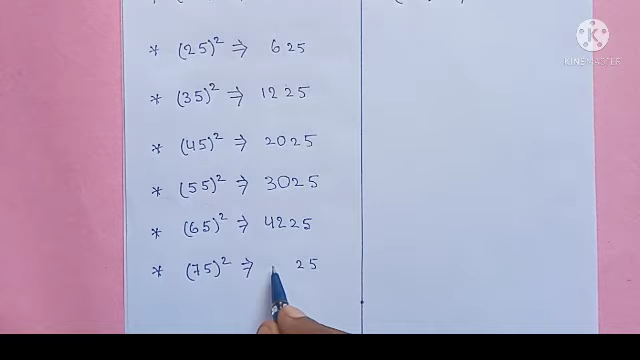 * (25)² ⇒ 625
* (35)² ⇒ 1225
* (45)² ⇒ 2025
* (55)² ⇒ 3025
* (65)² ⇒ 4225
* (75)² ⇒ 25
KINEMASTER